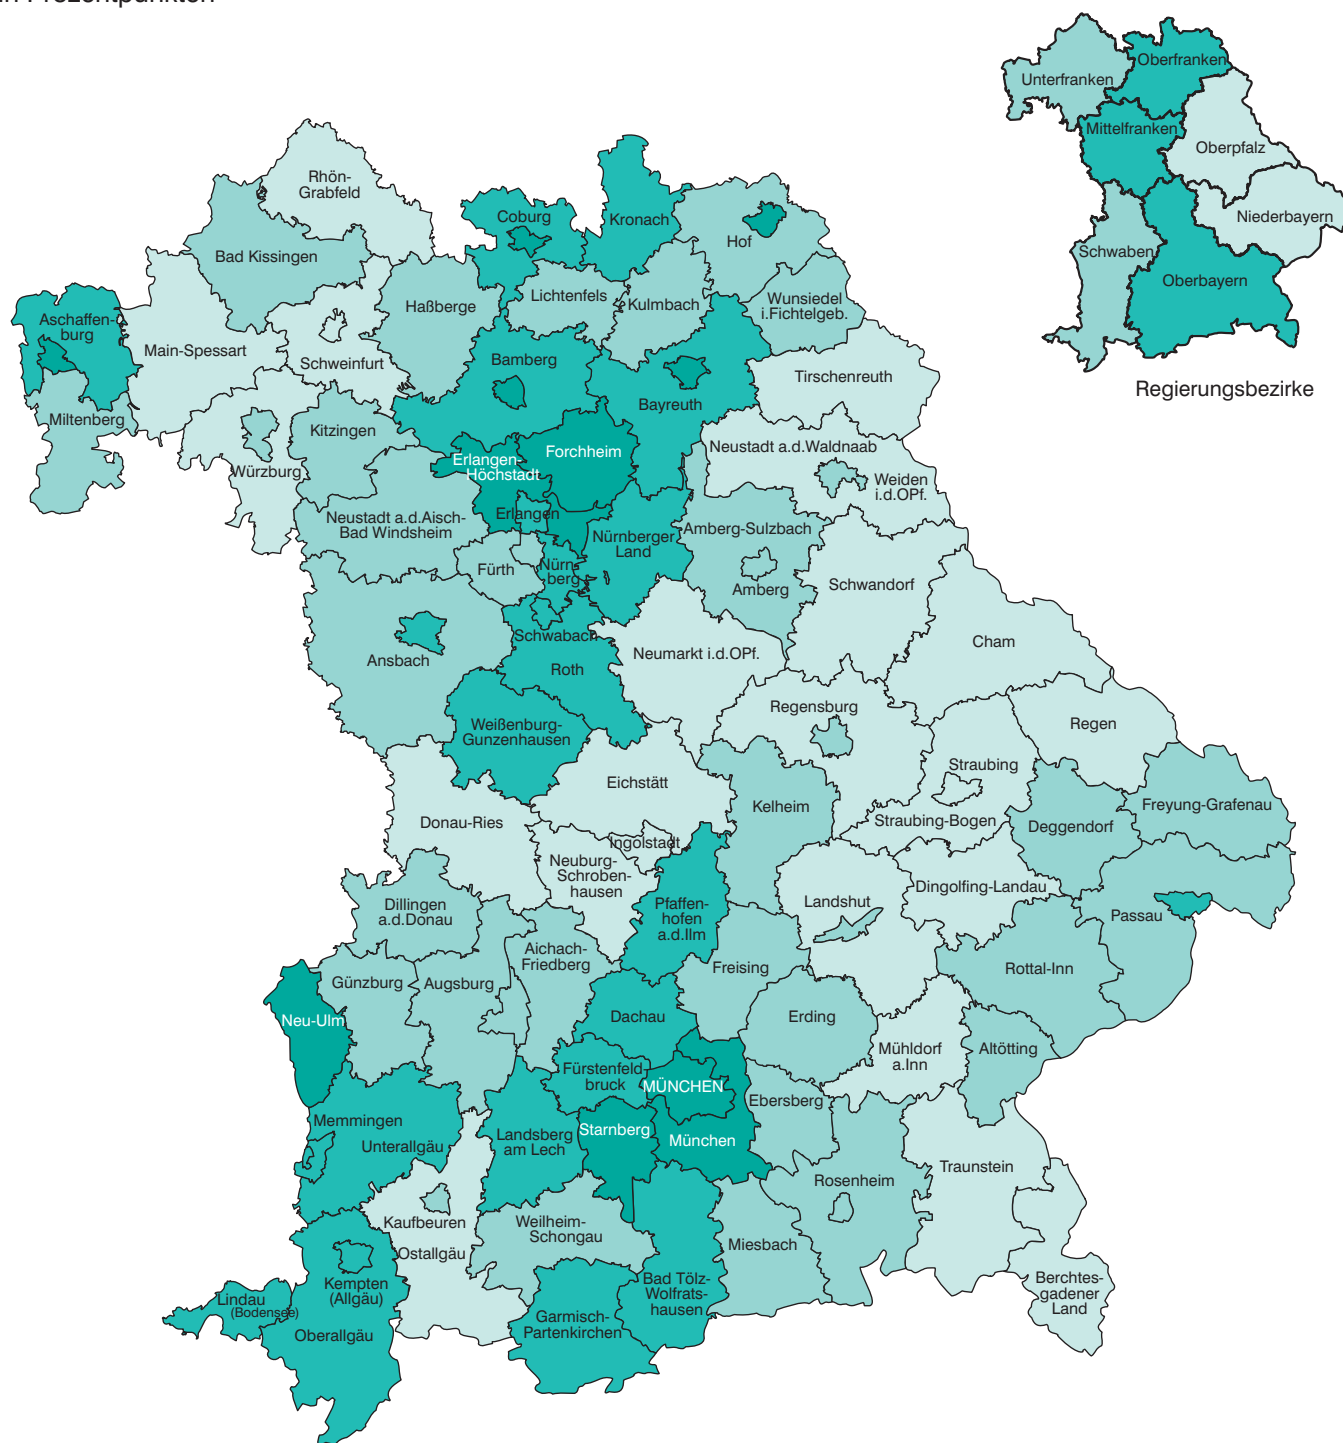 in Prozentpunkten
Unterfranken
Oberfranken
Mittelfranken
Oberpfalz
Niederbayern
Schwaben
Oberbayern
Regierungsbezirke
Rhön-
Grabfeld
Bad Kissingen
Coburg
Kronach
Hof
Lichtenfels
Kulmbach
Wunsiedel
i.Fichtelgeb.
Haßberge
Aschaffen-
burg
Main-Spessart
Schweinfurt
Bamberg
Bayreuth
Tirschenreuth
Miltenberg
Kitzingen
Würzburg
Erlangen-
Höchstadt
Forchheim
Neustadt a.d.Waldnaab
Weiden
i.d.OPf.
Neustadt a.d.Aisch-
Bad Windsheim
Erlangen
Nürnberger
Land
Amberg-Sulzbach
Amberg
Fürth
Nürn-
berg
Schwandorf
Cham
Ansbach
Schwabach
Roth
Neumarkt i.d.OPf.
Weißenburg-
Gunzenhausen
Regensburg
Regen
Straubing
Eichstätt
Kelheim
Straubing-Bogen
Deggendorf
Freyung-Grafenau
Donau-Ries
Ingolstadt
Neuburg-
Schroben-
hausen
Dillingen
a.d.Donau
Pfaffen-
hofen
a.d.Ilm
Landshut
Dingolfing-Landau
Passau
Aichach-
Friedberg
Günzburg
Augsburg
Freising
Rottal-Inn
Neu-Ulm
Dachau
Erding
Mühldorf
a.Inn
Altötting
Fürstenfeld
bruck
MÜNCHEN
Ebersberg
Memmingen
Unterallgäu
Landsberg
am Lech
Starnberg
München
Traunstein
Rosenheim
Kaufbeuren
Ostallgäu
Weilheim-
Schongau
Miesbach
Kempten
(Allgäu)
Bad Tölz-
Wolfrats-
hausen
Berchtes-
gadener
Land
Lindau
(Bodensee)
Oberallgäu
Garmisch-
Partenkirchen